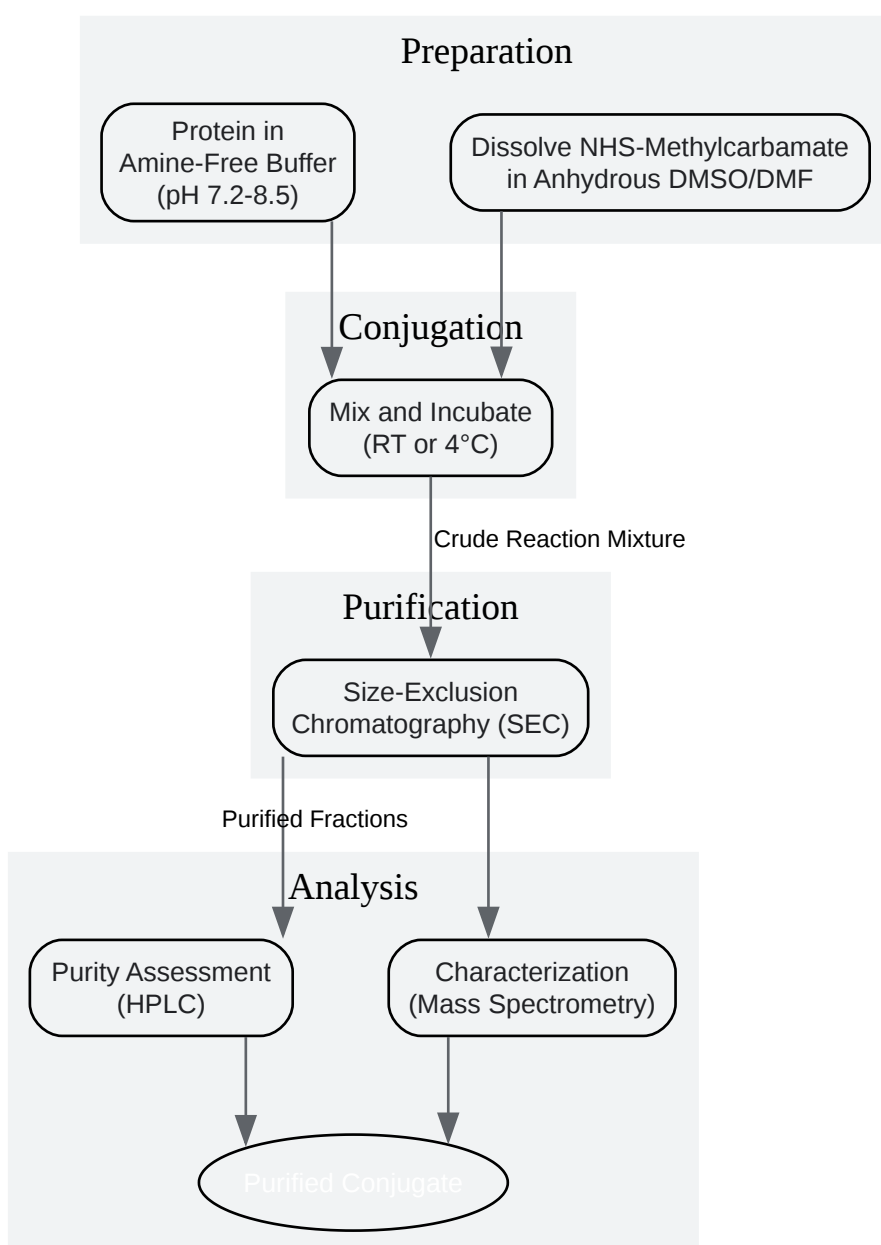 Preparation
Protein in
Amine-Free Buffer
(pH 7.2-8.5)
Dissolve NHS-Methylcarbamate
in Anhydrous DMSO/DMF
Conjugation
Mix and Incubate
(RT or 4°C)
Crude Reaction Mixture
Purification
Size-Exclusion
Chromatography (SEC)
Purified Fractions
Analysis
Purity Assessment
(HPLC)
Characterization
(Mass Spectrometry)
Purified Conjugate